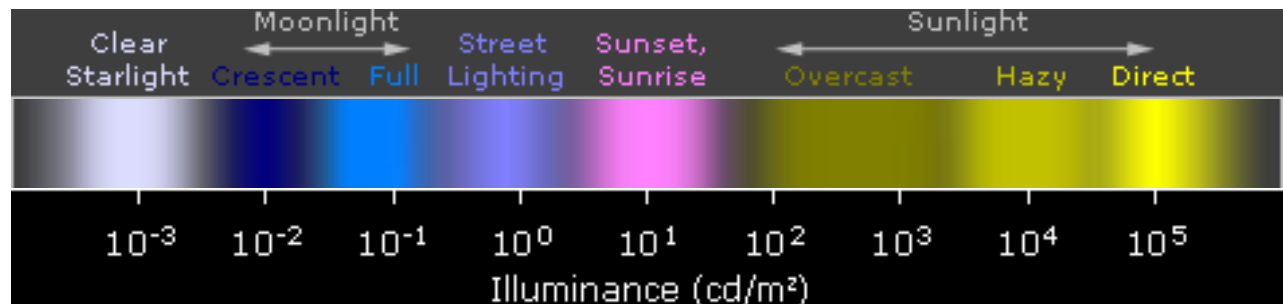 Moonlight Sunlight
Clear Street Sunset,
Starlight Crescent Full Lighting Sunrise Overcast Hazy Direct
10⁻³ 10⁻² 10⁻¹ 10⁰ 10¹ 10² 10³ 10⁴ 10⁵
Illuminance (cd/m²)